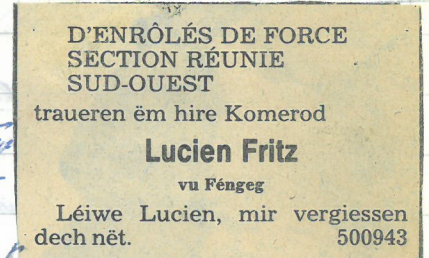 D'ENRÔLÉS DE FORCE
SECTION RÉUNIE
SUD-OUEST
traueren ëm hire Komerod
Lucien Fritz
vu Féngeg
Léiwe Lucien, mir vergiessen
dech nët. 500943